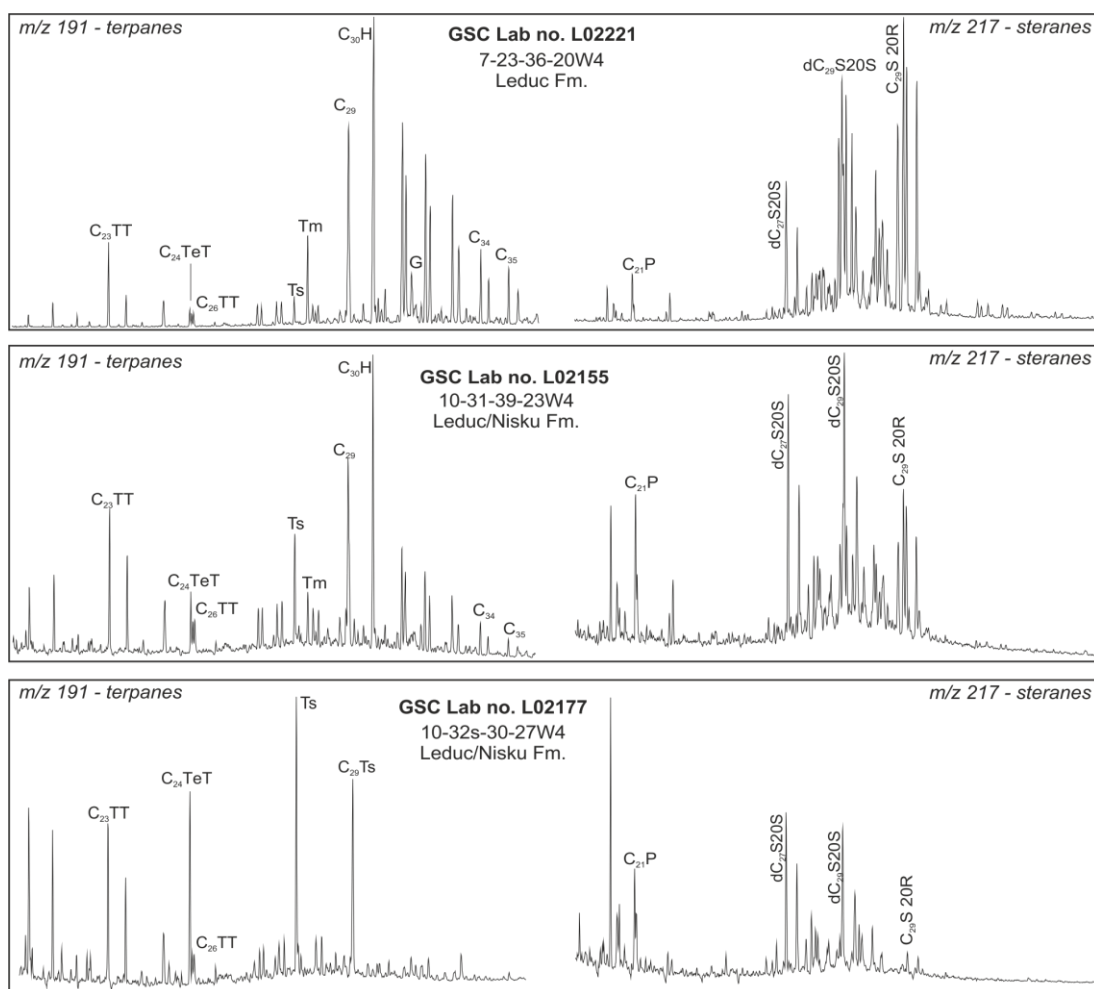 m/z 191 - terpanes
C₃₀H
GSC Lab no. L02221
7-23-36-20W4
Leduc Fm.
m/z 217 - steranes
C₂₃TT
C₂₄TeT
C₂₆TT
Ts
Tm
C₂₉
G
C₃₄
C₃₅
C₂₁P
dC₂₇S20S
dC₂₉S20S
C₂₉S 20R
m/z 191 - terpanes
C₃₀H
GSC Lab no. L02155
10-31-39-23W4
Leduc/Nisku Fm.
m/z 217 - steranes
C₂₃TT
C₂₄TeT
C₂₆TT
Ts
Tm
C₂₉
C₃₄
C₃₅
C₂₁P
dC₂₇S20S
dC₂₉S20S
C₂₉S 20R
m/z 191 - terpanes
Ts
GSC Lab no. L02177
10-32s-30-27W4
Leduc/Nisku Fm.
m/z 217 - steranes
C₂₃TT
C₂₄TeT
C₂₆TT
C₂₉Ts
C₂₁P
dC₂₇S20S
dC₂₉S20S
C₂₉S 20R